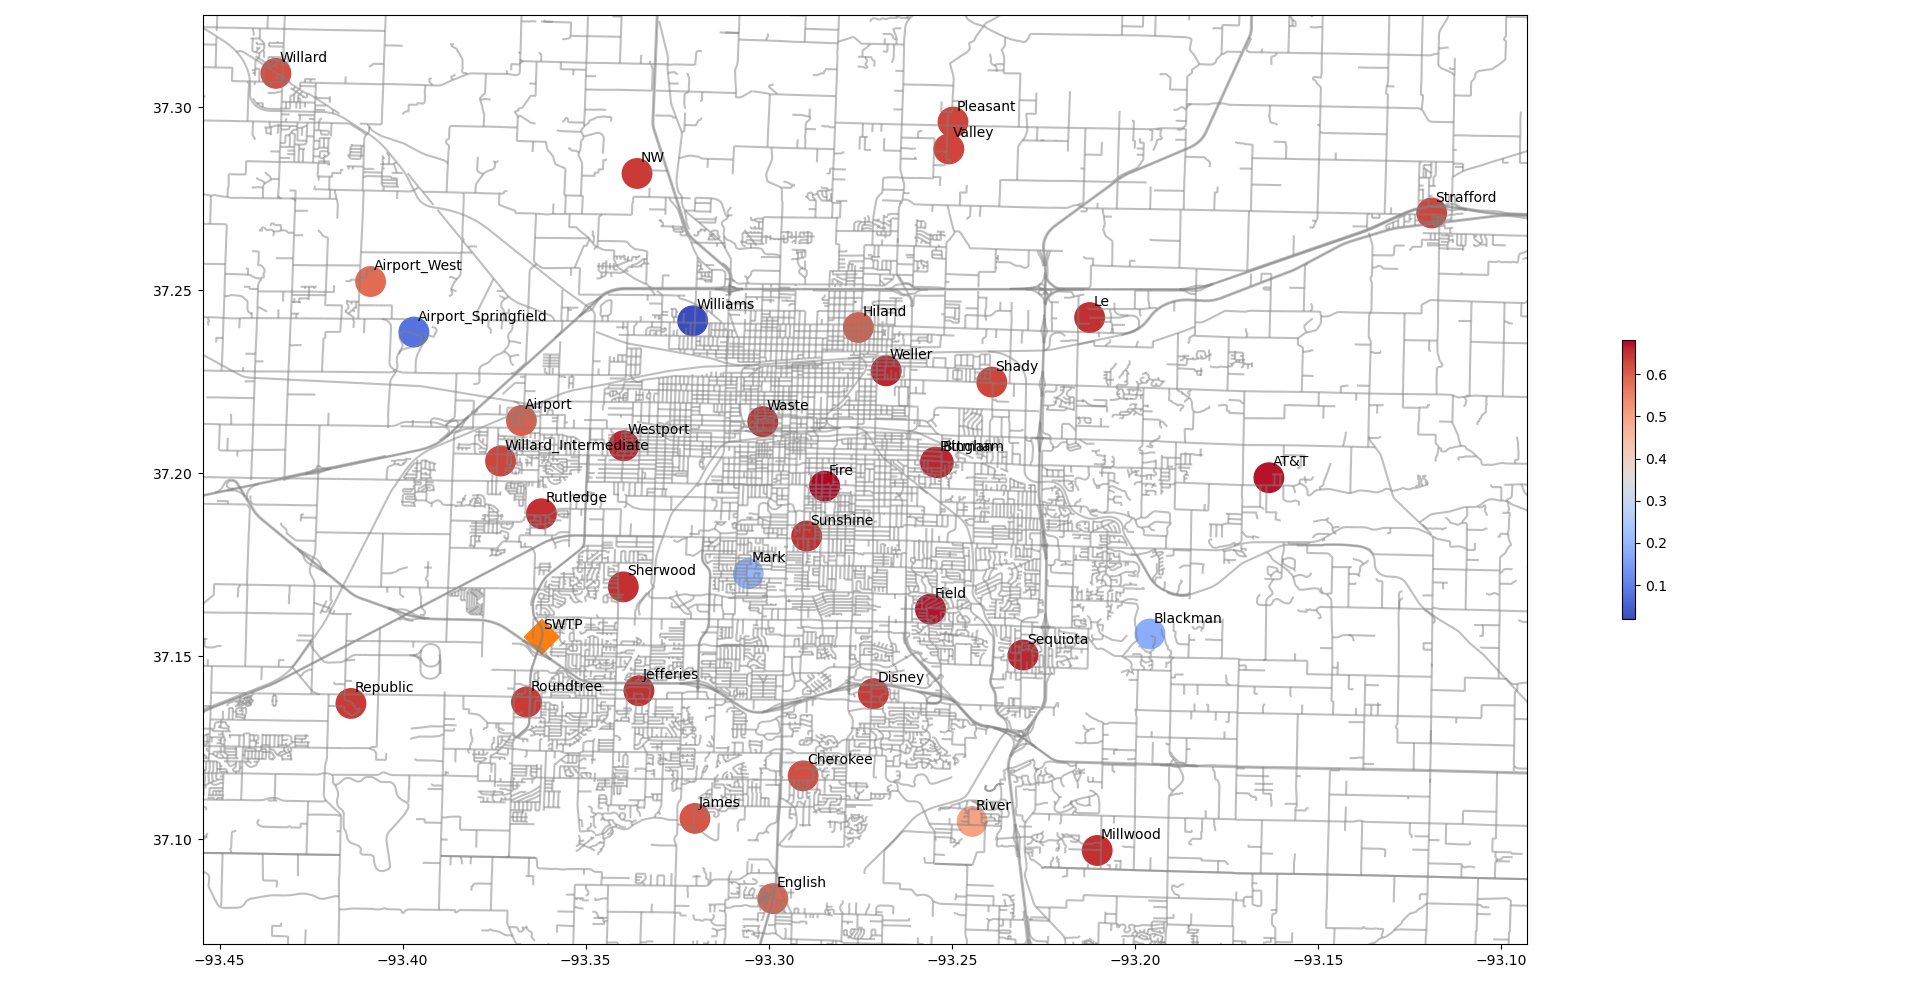 Willard
37.30
Pleasant
Valley
NW
Strafford
Airport_West
37.25
Le
Williams
Hiland
Airport_Springfield
Weller
Shady
0.6
Airport
Waste
0.5
Westport
Willard_Intermediate
Bingham
37.20
AT&T
0.4
Fire
Rutledge
0.3
Sunshine
0.2
Mark
Sherwood
0.1
Field
Blackman
SWTP
Sequiota
37.15
Jefferies
Disney
Republic
Roundtree
Cherokee
James
River
37.10
Millwood
English
−93.45 −93.40 −93.35 −93.30 −93.25 −93.20 −93.15 −93.10